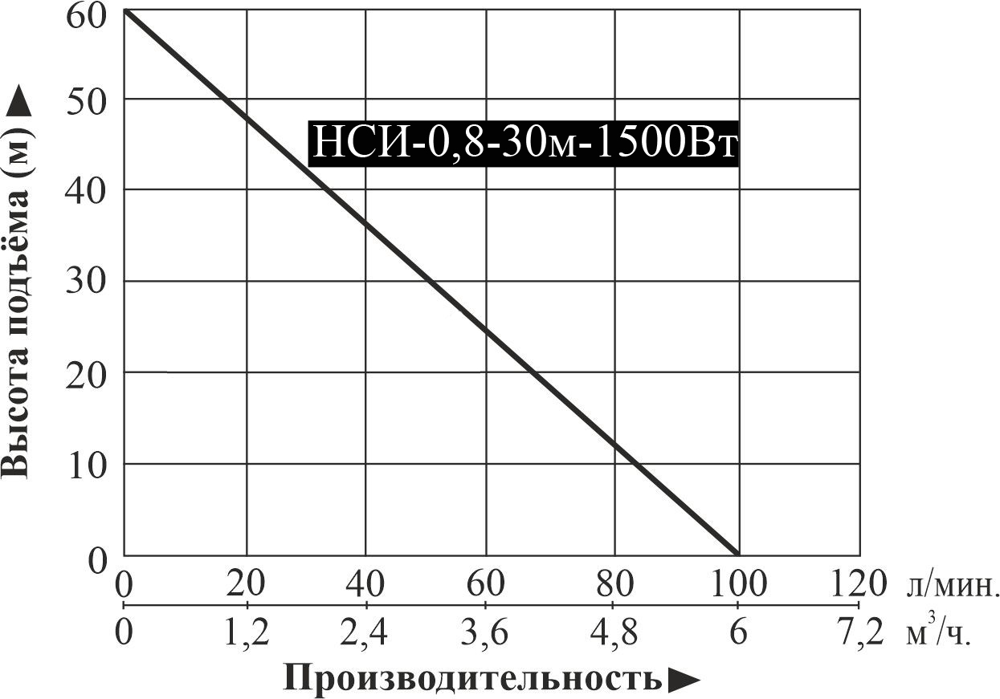 Высота подъёма (м)
60
50
40
30
20
10
0
НСИ-0,8-30м-1500Вт
0 20 40 60 80 100 120 л/мин.
0 1,2 2,4 3,6 4,8 6 7,2 м³/ч.
Производительность